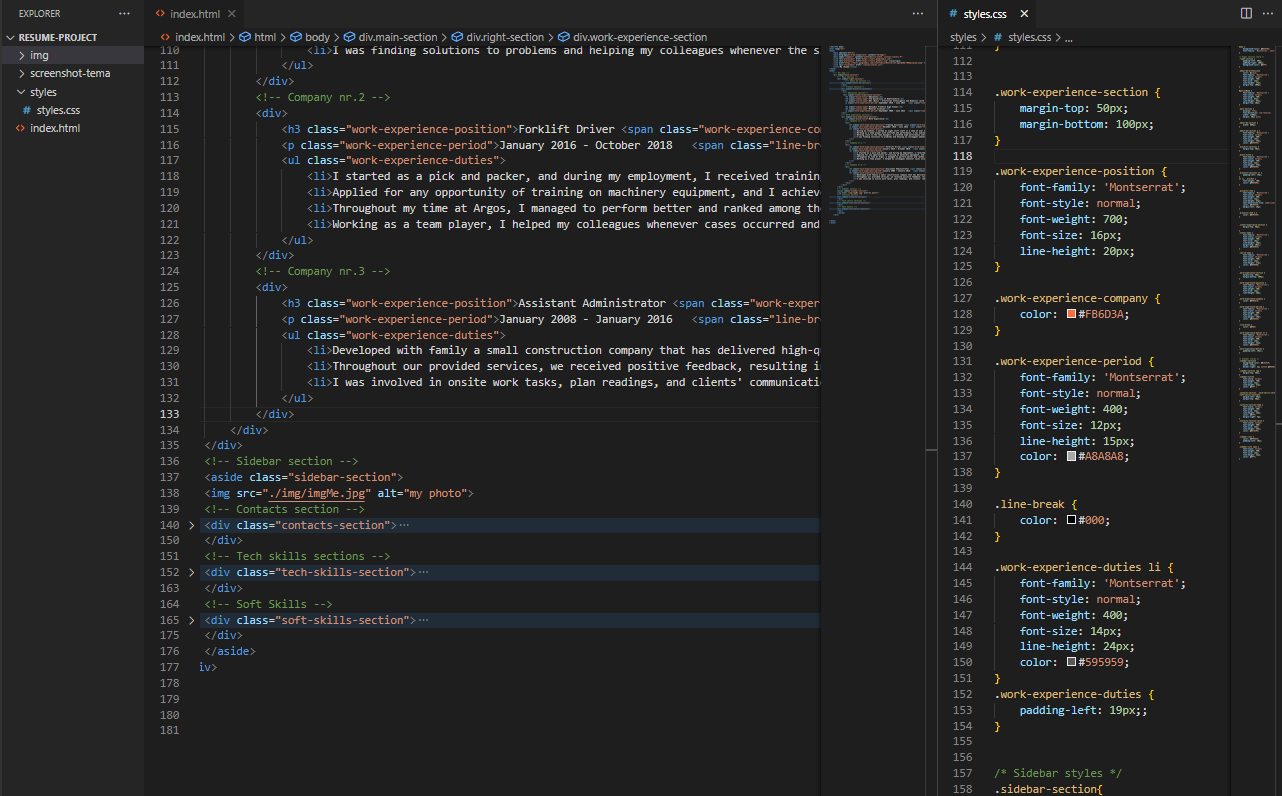 EXPLORER
RESUME-PROJECT
img
screenshot-tema
styles
# styles.css
<> index.html
<> index.html
<> index.html > html > body > div.main-section > div.right-section > div.work-experience-section
110 <li>I was finding solutions to problems and helping my colleagues whenever the s
111 </ul>
112 </div>
113 <!-- Company nr.2 -->
114 <div>
115 <h3 class="work-experience-position">Forklift Driver <span class="work-experience-co
116 <p class="work-experience-period">January 2016 - October 2018 <span class="line-br
117 <ul class="work-experience-duties">
118 <li>I started as a pick and packer, and during my employment, I received training
119 <li>Applied for any opportunity of training on machinery equipment, and I achiev
120 <li>Throughout my time at Argos, I managed to perform better and ranked among th
121 <li>Working as a team player, I helped my colleagues whenever cases occurred and
122 </ul>
123 </div>
124 <!-- Company nr.3 -->
125 <div>
126 <h3 class="work-experience-position">Assistant Administrator <span class="work-exper
127 <p class="work-experience-period">January 2008 - January 2016 <span class="line-br
128 <ul class="work-experience-duties">
129 <li>Developed with family a small construction company that has delivered high-q
130 <li>Throughout our provided services, we received positive feedback, resulting i
131 <li>I was involved in onsite work tasks, plan readings, and clients' communicati
132 </ul>
133 </div>
134 </div>
135 </div>
136 <!-- Sidebar section -->
137 <aside class="sidebar-section">
138 <img src="./img/imgMe.jpg" alt="my photo">
139 <!-- Contacts section -->
140 <div class="contacts-section">···
150 </div>
151 <!-- Tech skills sections -->
152 <div class="tech-skills-section">···
163 </div>
164 <!-- Soft Skills -->
165 <div class="soft-skills-section">···
175 </div>
176 </aside>
177 iv>
178
179
180
181
# styles.css
styles > # styles.css > ...
111 }
112
113
114 .work-experience-section {
115 margin-top: 50px;
116 margin-bottom: 100px;
117 }
118
119 .work-experience-position {
120 font-family: 'Montserrat';
121 font-style: normal;
122 font-weight: 700;
123 font-size: 16px;
124 line-height: 20px;
125 }
126
127 .work-experience-company {
128 color: #FB6D3A;
129 }
130
131 .work-experience-period {
132 font-family: 'Montserrat';
133 font-style: normal;
134 font-weight: 400;
135 font-size: 12px;
136 line-height: 15px;
137 color: #A8A8A8;
138 }
139
140 .line-break {
141 color: #000;
142 }
143
144 .work-experience-duties li {
145 font-family: 'Montserrat';
146 font-style: normal;
147 font-weight: 400;
148 font-size: 14px;
149 line-height: 24px;
150 color: #595959;
151 }
152 .work-experience-duties {
153 padding-left: 19px;;
154 }
155
156
157 /* Sidebar styles */
158 .sidebar-section{